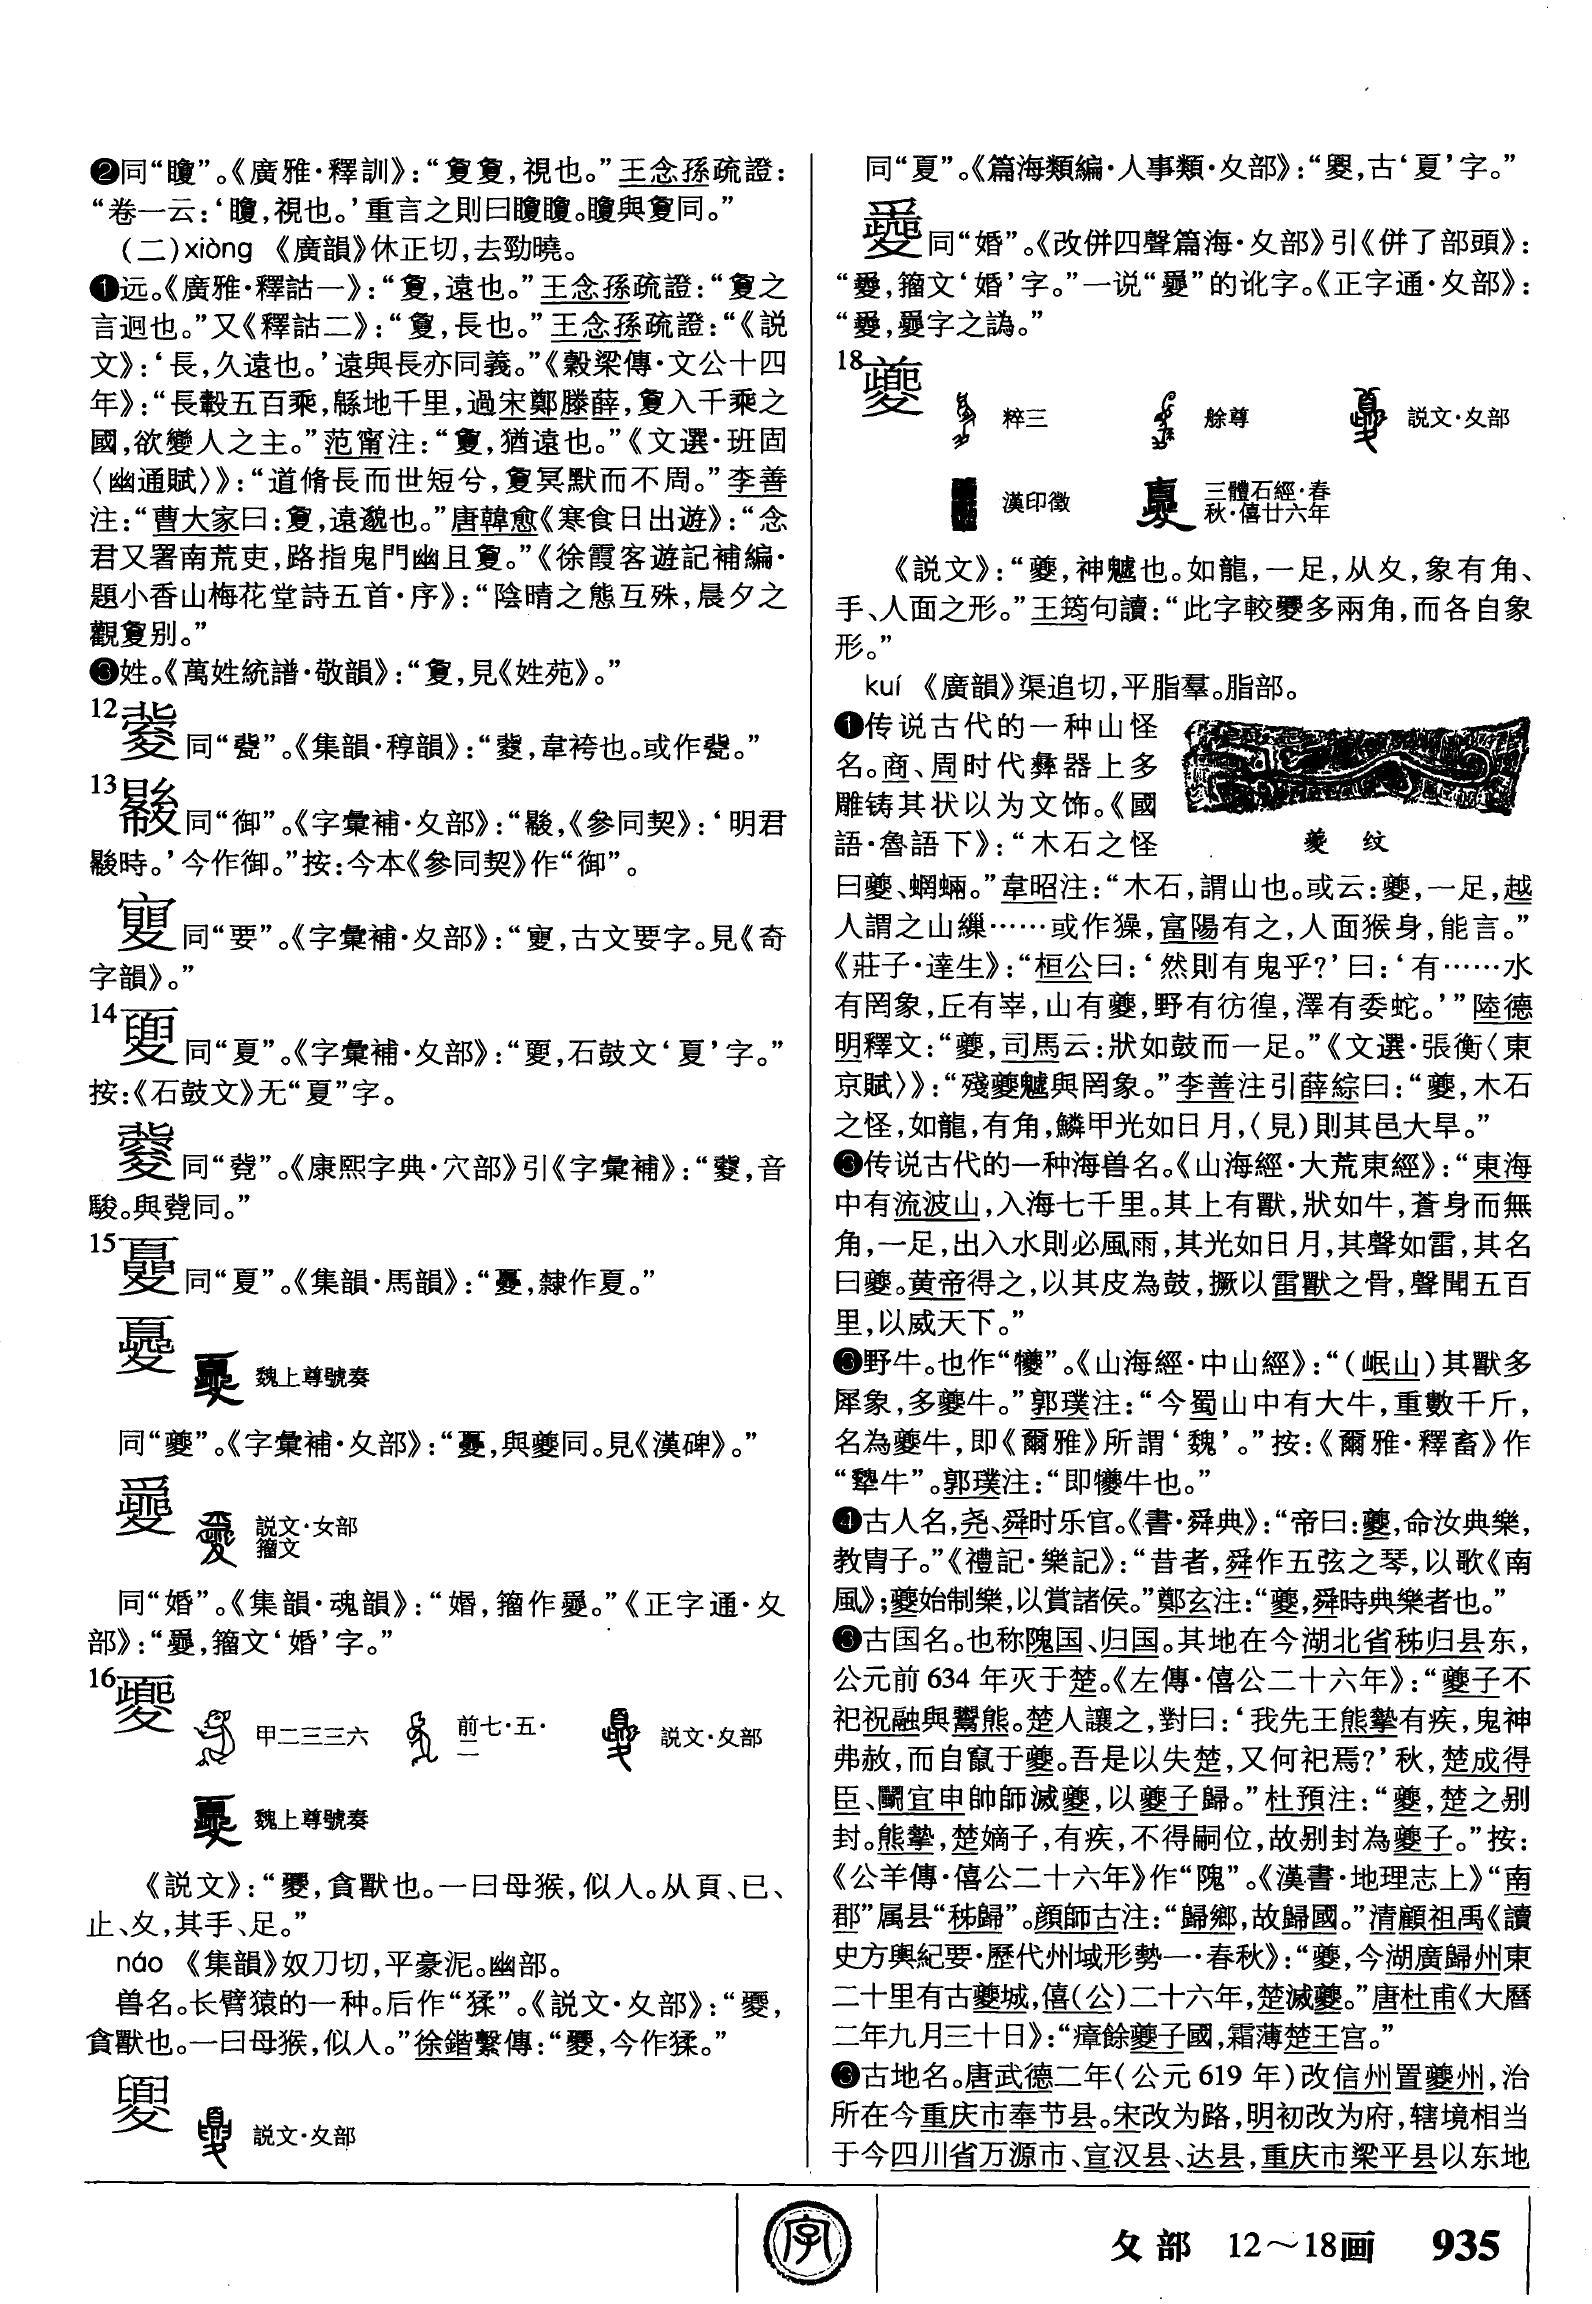 ❷同“矎”。《廣雅·釋訓》：“敻敻，視也。”王念孫疏證：
“卷一云：‘矎，視也。’重言之則曰矎矎。矎與敻同。”
（二）xiòng 《廣韻》休正切，去勁曉。
❶远。《廣雅·釋詁一》：“敻，遠也。”王念孫疏證：“敻之
言迥也。”又《釋詁二》：“敻，長也。”王念孫疏證：“《説
文》：‘長，久遠也。’遠與長亦同義。”《穀梁傳·文公十四
年》：“長轂五百乘，緜地千里，過宋鄭滕薛，敻入千乘之
國，欲變人之主。”范甯注：“敻，猶遠也。”《文選·班固
〈幽通賦〉》：“道脩長而世短兮，敻冥默而不周。”李善
注：“曹大家曰：敻，遠邈也。”唐韓愈《寒食日出遊》：“念
君又署南荒吏，路指鬼門幽且敻。”《徐霞客遊記補編·
題小香山梅花堂詩五首·序》：“陰晴之態互殊，晨夕之
觀敻别。”
❸姓。《萬姓統譜·敬韻》：“敻，見《姓苑》。”
12
同“㼱”。《集韻·稕韻》：“，韋袴也。或作㼱。”
13
同“御”。《字彙補·夊部》：“，《參同契》：‘明君
時。’今作御。”按：今本《參同契》作“御”。
同“要”。《字彙補·夊部》：“，古文要字。見《奇
字韻》。”
14
同“夏”。《字彙補·夊部》：“，石鼓文‘夏’字。”
按：《石鼓文》无“夏”字。
同“”。《康熙字典·穴部》引《字彙補》：“，音
駿。與同。”
15
同“夏”。《集韻·馬韻》：“，隸作夏。”
魏上尊號奏
同“夔”。《字彙補·夊部》：“，與夔同。見《漢碑》。”
説文·女部
籀文
同“婚”。《集韻·魂韻》：“婚，籀作。”《正字通·夊
部》：“，籀文‘婚’字。”
16夒
甲二三三六 前七·五·二 説文·夊部
魏上尊號奏
《説文》：“夒，貪獸也。一曰母猴，似人。从頁、巳、
止、夊，其手、足。”
náo 《集韻》奴刀切，平豪泥。幽部。
兽名。长臂猿的一种。后作“猱”。《説文·夊部》：“夒，
貪獸也。一曰母猴，似人。”徐鍇繫傳：“夒，今作猱。”
説文·夊部
同“夏”。《篇海類編·人事類·夊部》：“，古‘夏’字。”
同“婚”。《改併四聲篇海·夊部》引《併了部頭》：
“，籀文‘婚’字。”一说“”的讹字。《正字通·夊部》：
“，字之譌。”
18夔
粹三 艅尊 説文·夊部
漢印徵 三體石經·春秋·僖廿六年
《説文》：“夔，神魖也。如龍，一足，从夊，象有角、
手、人面之形。”王筠句讀：“此字較夒多兩角，而各自象
形。”
kuí 《廣韻》渠追切，平脂羣。脂部。
❶传说古代的一种山怪
名。商、周时代彝器上多
雕铸其状以为文饰。《國
語·魯語下》：“木石之怪
夔 纹
曰夔、蝄蜽。”韋昭注：“木石，謂山也。或云：夔，一足，越
人謂之山繅……或作獟，富陽有之，人面猴身，能言。”
《莊子·達生》：“桓公曰：‘然則有鬼乎？’曰：‘有……水
有罔象，丘有峷，山有夔，野有彷徨，澤有委蛇。’”陸德
明釋文：“夔，司馬云：狀如鼓而一足。”《文選·張衡〈東
京賦〉》：“殘夔魖與罔象。”李善注引薛綜曰：“夔，木石
之怪，如龍，有角，鱗甲光如日月，（見）則其邑大旱。”
❷传说古代的一种海兽名。《山海經·大荒東經》：“東海
中有流波山，入海七千里。其上有獸，狀如牛，蒼身而無
角，一足，出入水則必風雨，其光如日月，其聲如雷，其名
曰夔。黄帝得之，以其皮為鼓，撅以雷獸之骨，聲聞五百
里，以威天下。”
❸野牛。也作“犪”。《山海經·中山經》：“（岷山）其獸多
犀象，多夔牛。”郭璞注：“今蜀山中有大牛，重數千斤，
名為夔牛，即《爾雅》所謂‘魏’。”按：《爾雅·釋畜》作
“犩牛”。郭璞注：“即犪牛也。”
❹古人名，尧、舜时乐官。《書·舜典》：“帝曰：夔，命汝典樂，
教冑子。”《禮記·樂記》：“昔者，舜作五弦之琴，以歌《南
風》；夔始制樂，以賞諸侯。”鄭玄注：“夔，舜時典樂者也。”
❺古国名。也称隗国、归国。其地在今湖北省秭归县东，
公元前634年灭于楚。《左傳·僖公二十六年》：“夔子不
祀祝融與鬻熊。楚人讓之，對曰：‘我先王熊摯有疾，鬼神
弗赦，而自竄于夔。吾是以失楚，又何祀焉？’秋，楚成得
臣、鬭宜申帥師滅夔，以夔子歸。”杜預注：“夔，楚之别
封。熊摯，楚嫡子，有疾，不得嗣位，故别封為夔子。”按：
《公羊傳·僖公二十六年》作“隗”。《漢書·地理志上》“南
郡”属县“秭歸”。顔師古注：“歸鄉，故歸國。”清顧祖禹《讀
史方輿紀要·歷代州域形勢一·春秋》：“夔，今湖廣歸州東
二十里有古夔城，僖（公）二十六年，楚滅夔。”唐杜甫《大曆
二年九月三十日》：“瘴餘夔子國，霜薄楚王宫。”
❻古地名。唐武德二年（公元619年）改信州置夔州，治
所在今重庆市奉节县。宋改为路，明初改为府，辖境相当
于今四川省万源市、宣汉县、达县，重庆市梁平县以东地
字
夊部 12～18画 935